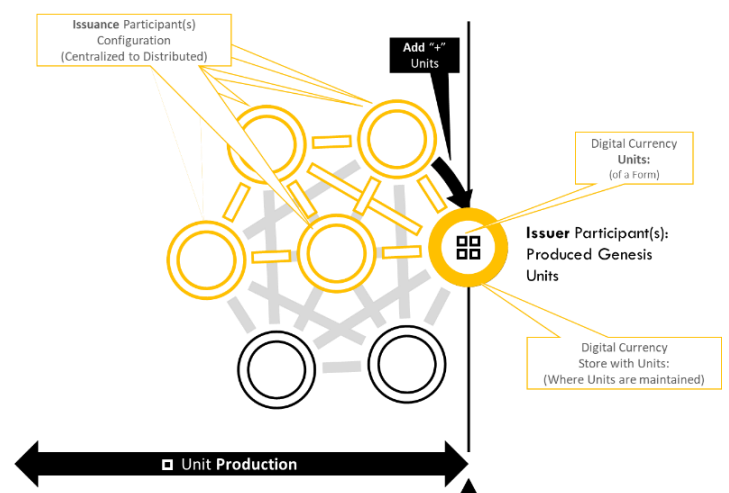 Issuance Participant(s)
Configuration
(Centralized to Distributed)
Add "+"
Units
Digital Currency
Units:
(of a Form)
Issuer Participant(s):
Produced Genesis
Units
Digital Currency
Store with Units:
(Where Units are maintained)
Unit Production